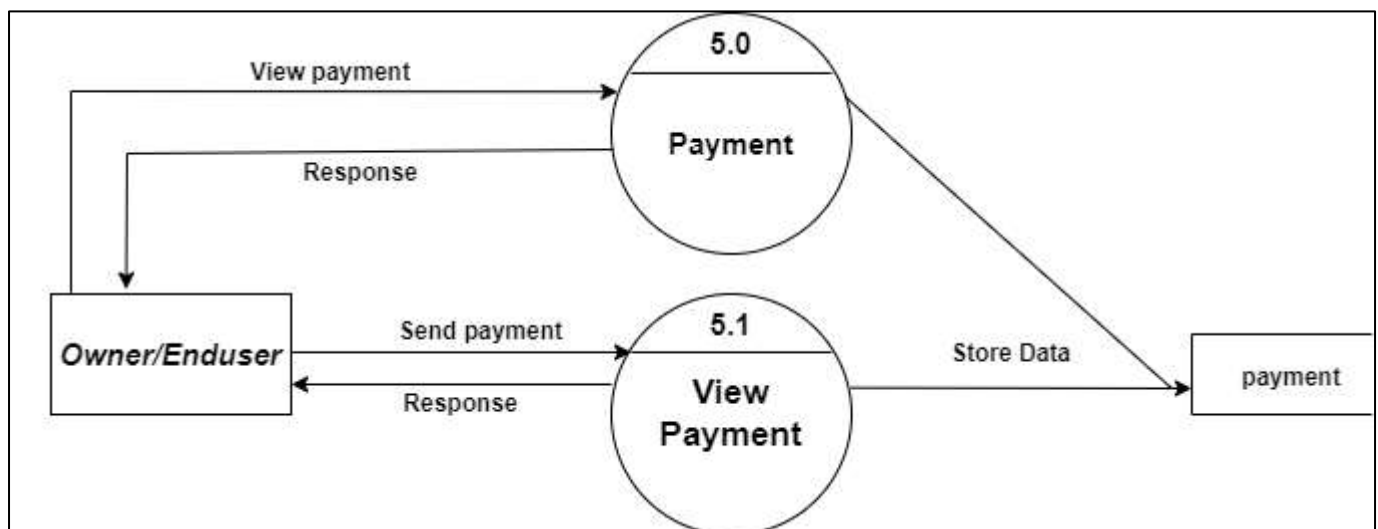 5.0
View payment
Payment
Response
5.1
Send payment
Owner/Enduser
Store Data
payment
View
Payment
Response